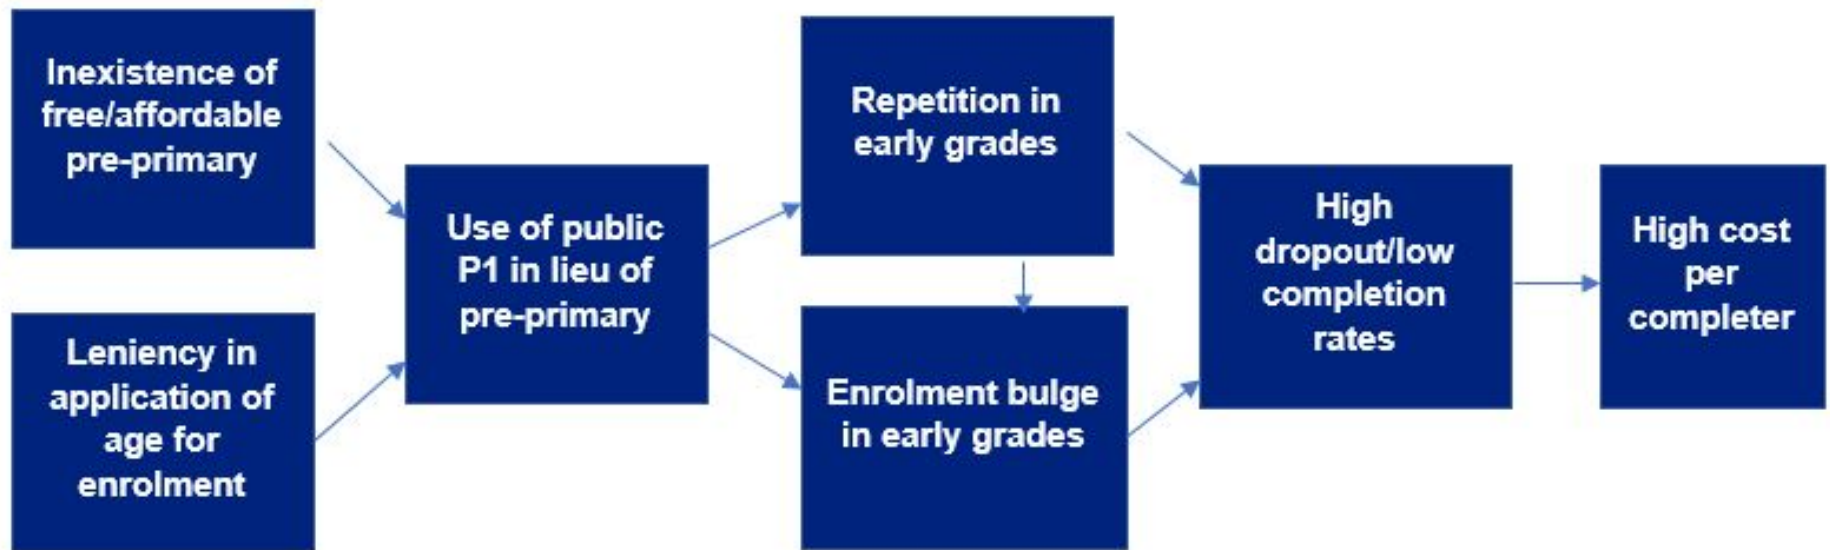 Inexistence of
free/affordable
pre-primary
Leniency in
application of
age for
enrolment
Use of public
P1 in lieu of
pre-primary
Repetition in
early grades
Enrolment bulge
in early grades
High
dropout/low
completion
rates
High cost
per
completer